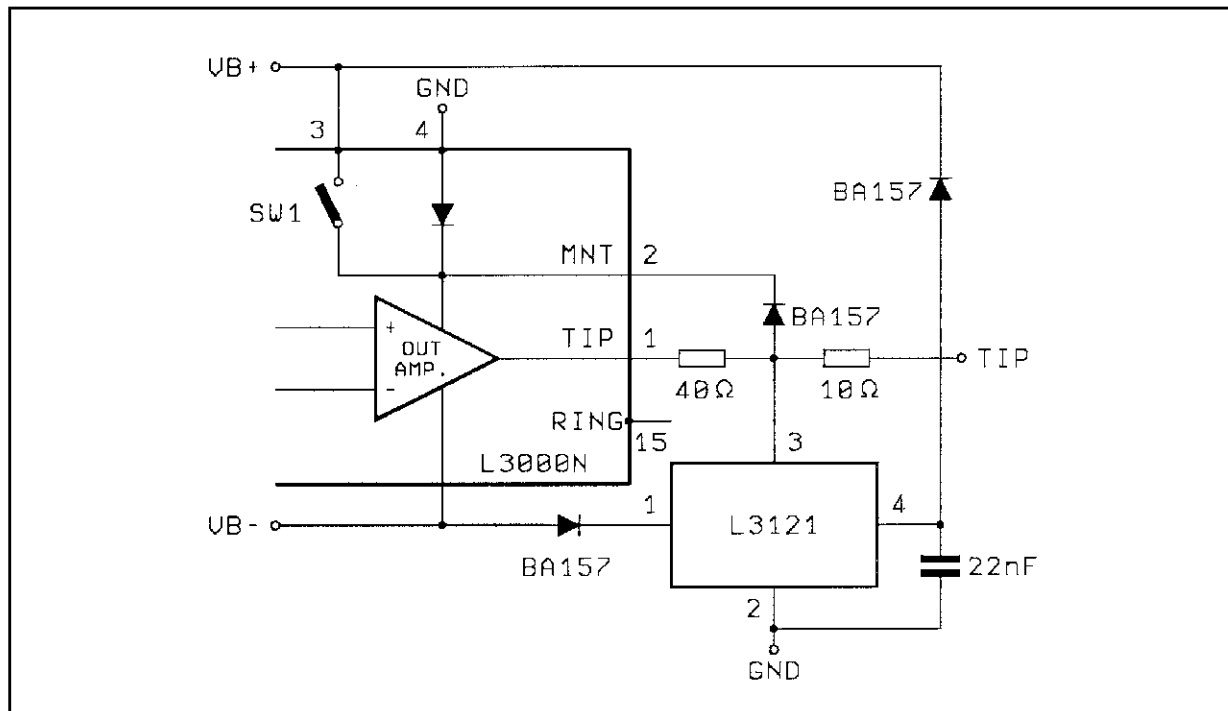 VB+
GND
3
4
BA157
SW1
MNT
2
BA157
+
OUT
AMP.
-
TIP
1
TIP
40Ω
10Ω
RING
15
3
L3000N
VB-
1
L3121
4
BA157
22nF
2
GND